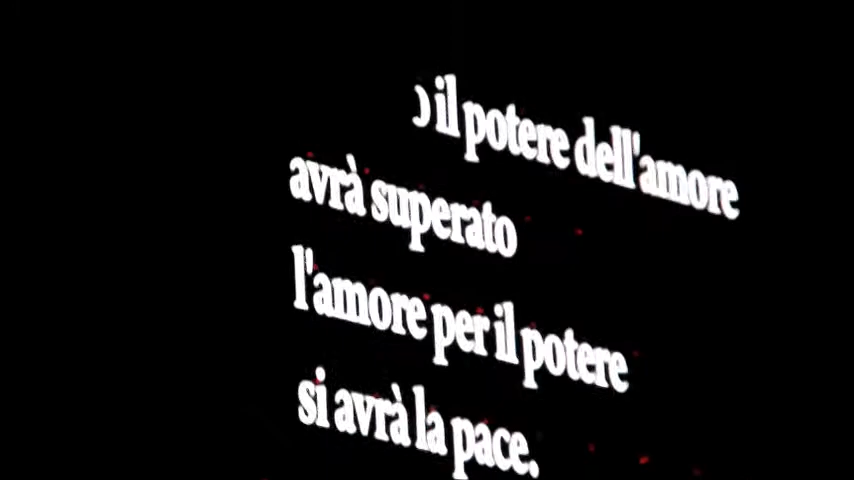 il potere dell'amore
avrà superato
l'amore per il potere
si avrà la pace.